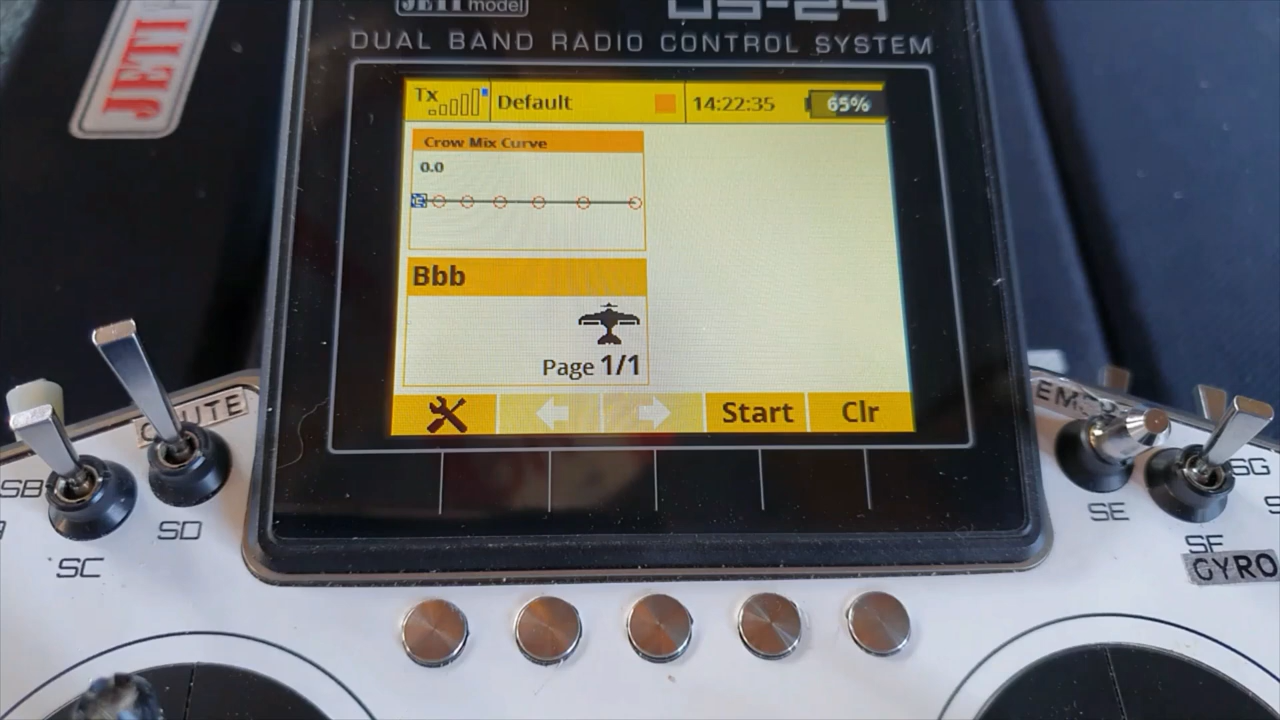 JETI
JETI model
DS-24
DUAL BAND RADIO CONTROL SYSTEM
Tx
Default
14:22:35
65%
Crow Mix Curve
0.0
Bbb
Page 1/1
Start
Clr
SB
SC
SD
SE
SF
SG
GYRO